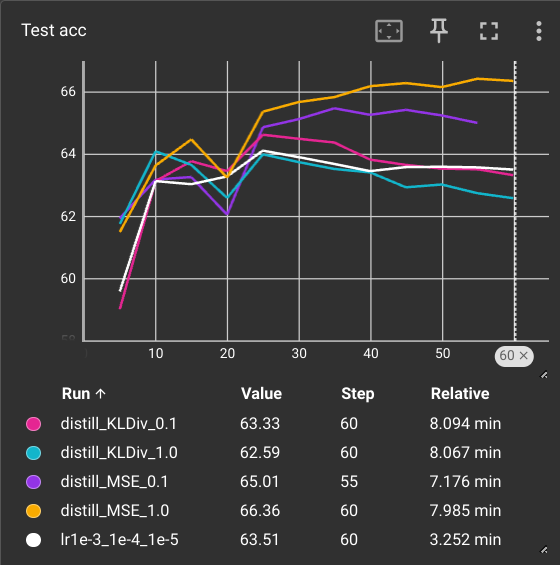 Test acc
66
64
62
60
58
10 20 30 40 50 60 ×
Run ↑ Value Step Relative
distill_KLDiv_0.1 63.33 60 8.094 min
distill_KLDiv_1.0 62.59 60 8.067 min
distill_MSE_0.1 65.01 55 7.176 min
distill_MSE_1.0 66.36 60 7.985 min
lr1e-3_1e-4_1e-5 63.51 60 3.252 min